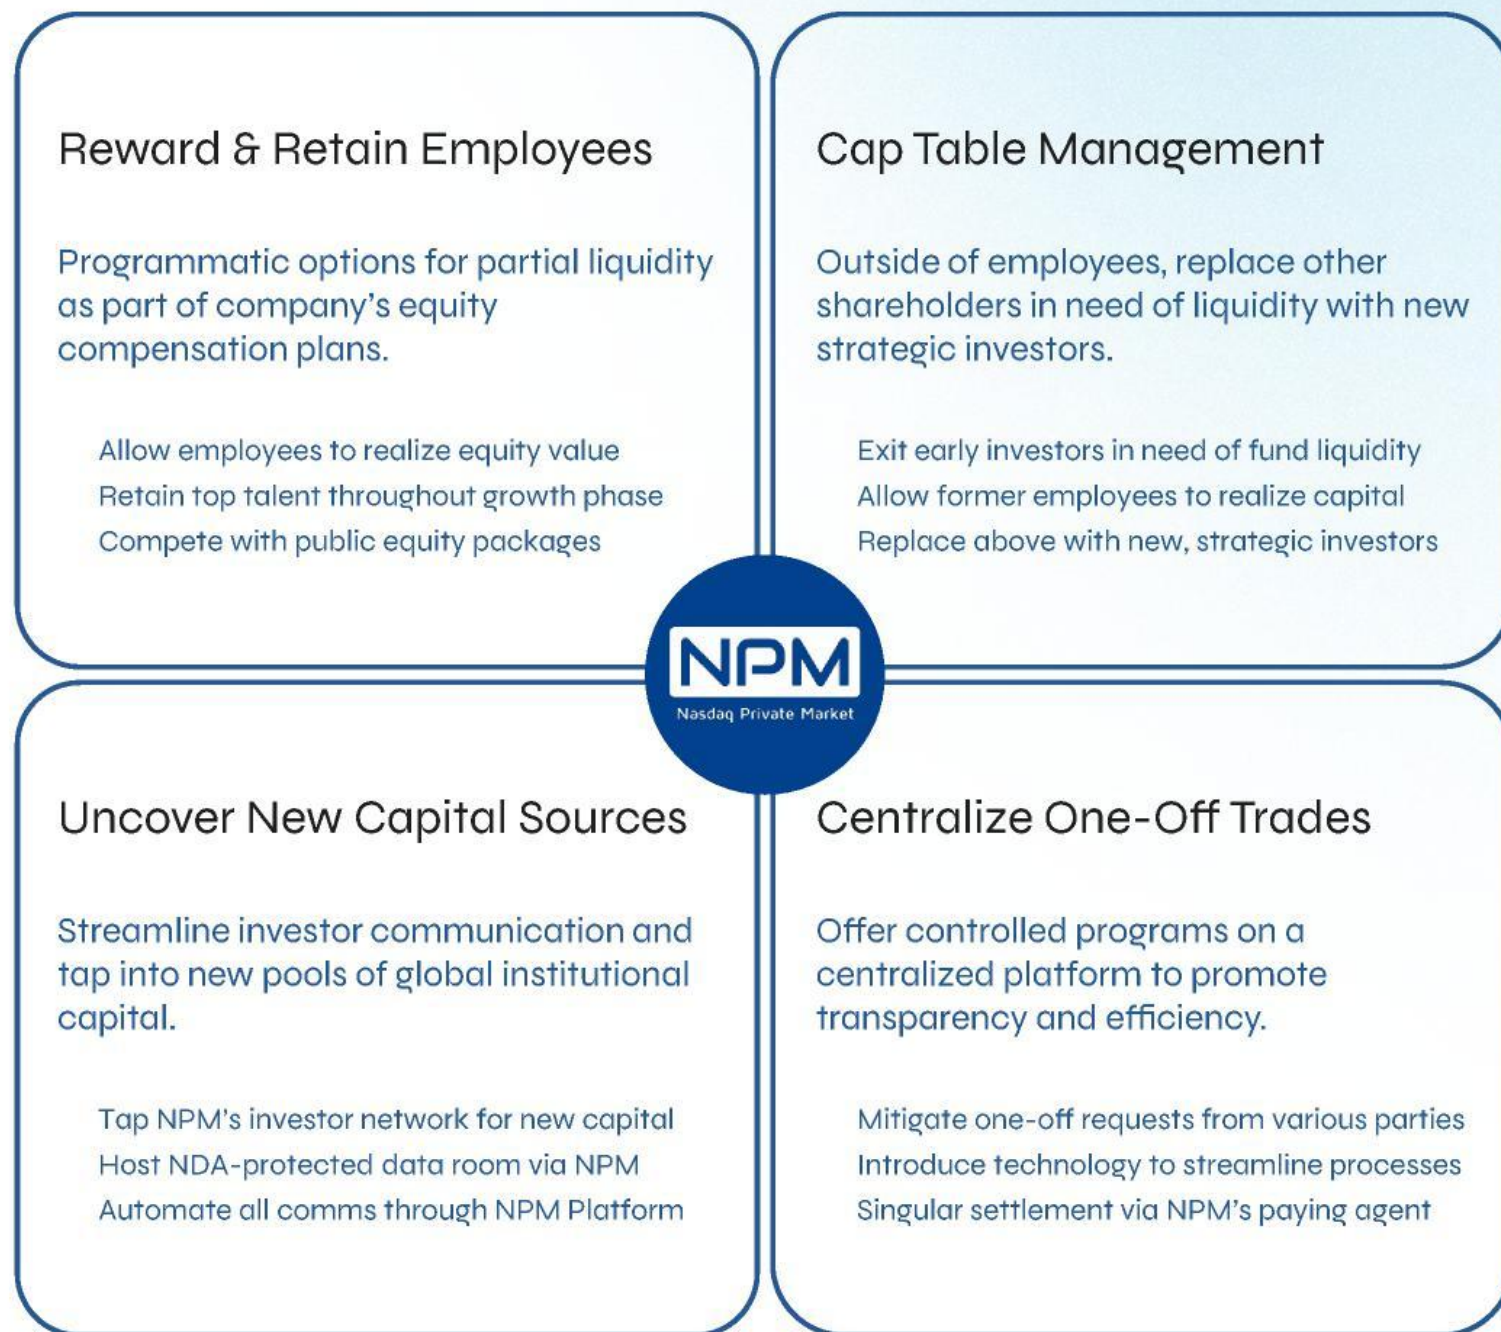 Reward & Retain Employees
Programmatic options for partial liquidity
as part of company's equity
compensation plans.
Allow employees to realize equity value
Retain top talent throughout growth phase
Compete with public equity packages
Cap Table Management
Outside of employees, replace other
shareholders in need of liquidity with new
strategic investors.
Exit early investors in need of fund liquidity
Allow former employees to realize capital
Replace above with new, strategic investors
NPM
Nasdaq Private Market
Uncover New Capital Sources
Streamline investor communication and
tap into new pools of global institutional
capital.
Tap NPM's investor network for new capital
Host NDA-protected data room via NPM
Automate all comms through NPM Platform
Centralize One-Off Trades
Offer controlled programs on a
centralized platform to promote
transparency and efficiency.
Mitigate one-off requests from various parties
Introduce technology to streamline processes
Singular settlement via NPM's paying agent